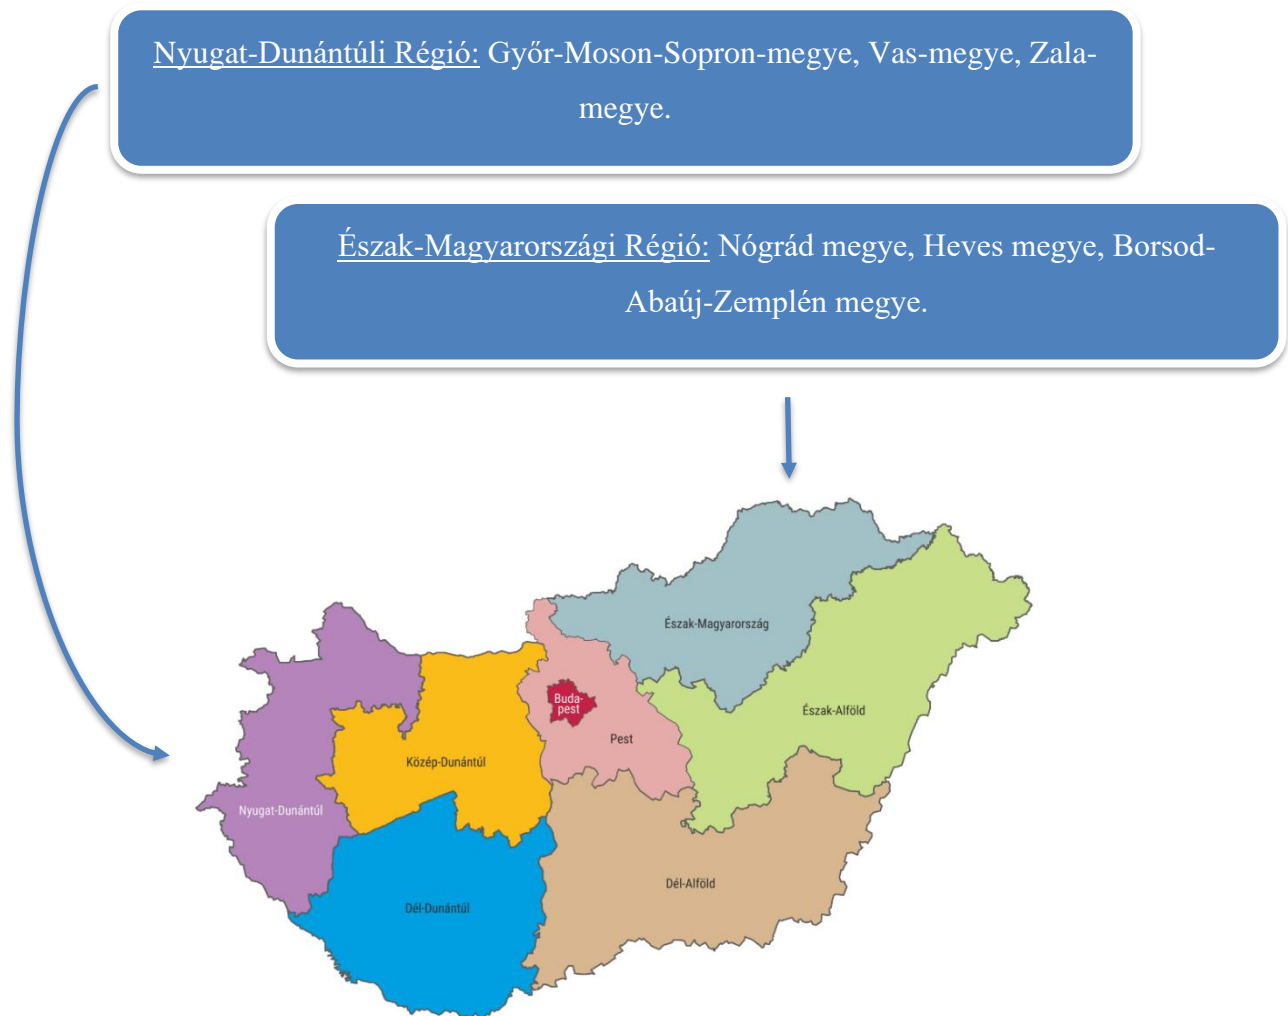 Nyugat-Dunántúli Régió: Győr-Moson-Sopron-megye, Vas-megye, Zala-
megye.
Észak-Magyarországi Régió: Nógrád megye, Heves megye, Borsod-
Abaúj-Zemplén megye.
Észak-Magyarország
Buda-
pest
Észak-Alföld
Pest
Közép-Dunántúl
Nyugat-Dunántúl
Dél-Alföld
Dél-Dunántúl